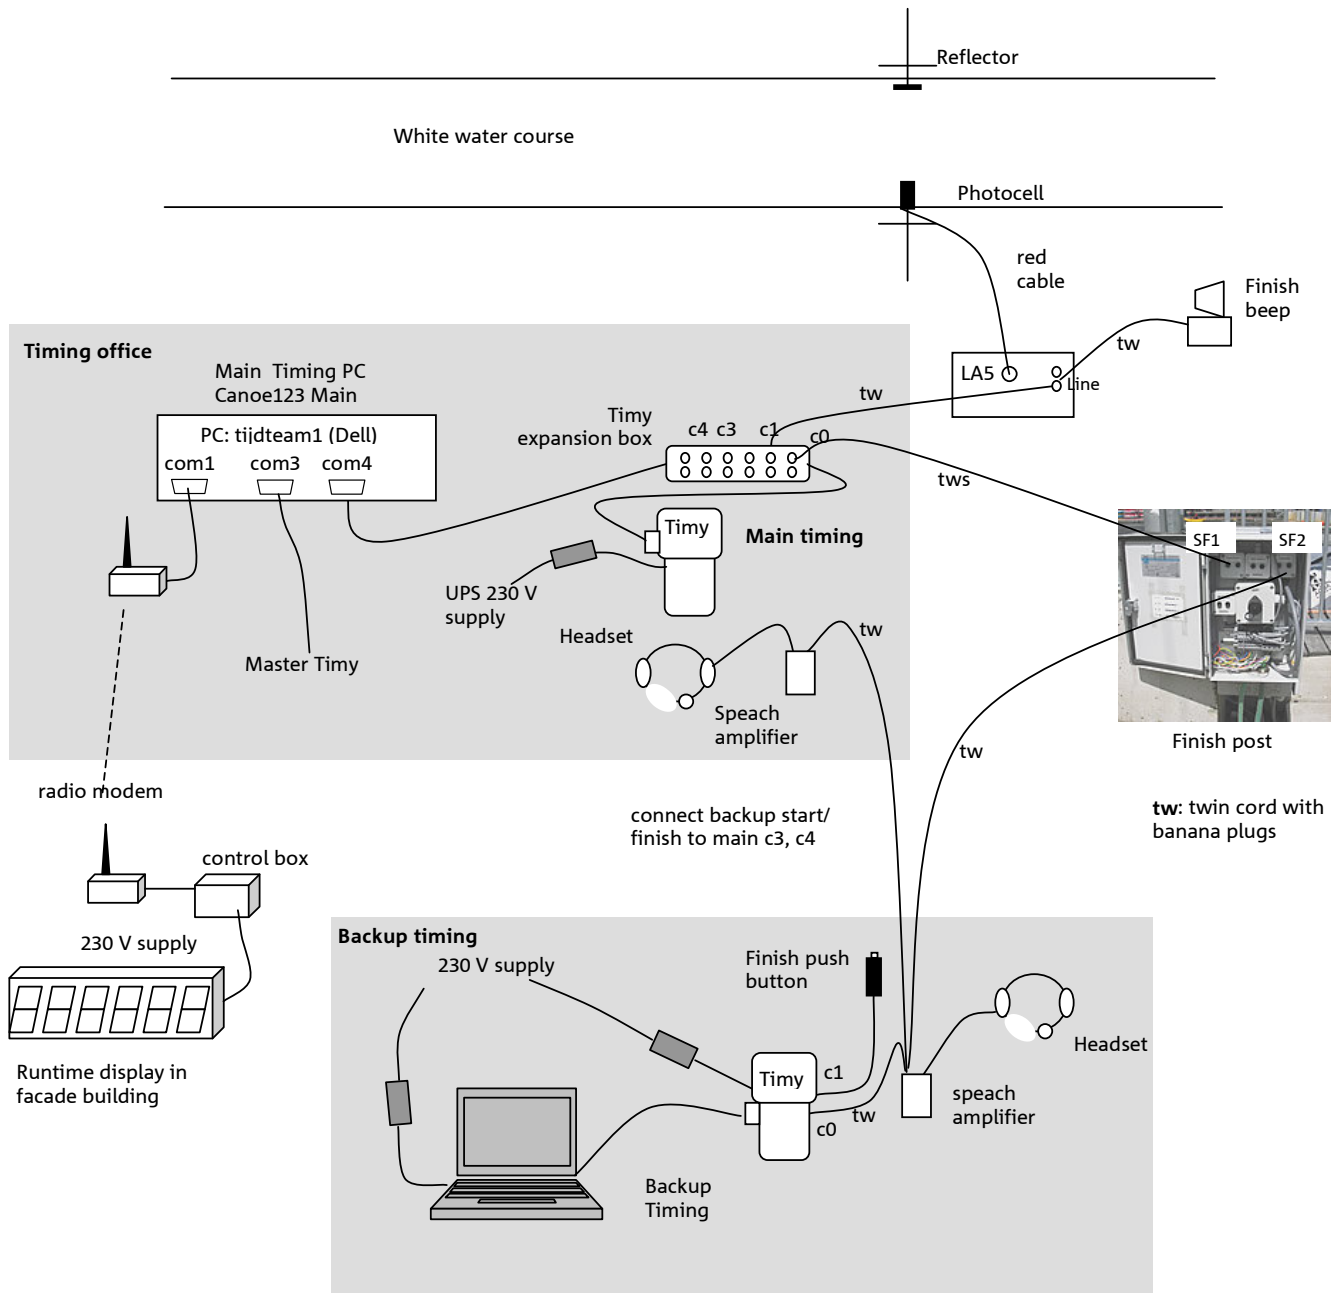 Reflector
White water course
Photocell
red
cable
Finish
beep
tw
LA5
Line
Timing office
Main Timing PC
Canoe123 Main
PC: tijdteam1 (Dell)
com1 com3 com4
Timy
expansion box
c4 c3 c1 c0
tw
tws
Timy
Main timing
UPS 230 V
supply
Master Timy
Headset
Speach
amplifier
tw
SF1 SF2
Finish post
tw
tw: twin cord with
banana plugs
connect backup start/
finish to main c3, c4
radio modem
control box
230 V supply
Runtime display in
facade building
Backup timing
230 V supply
Finish push
button
Timy
c1
tw
c0
Headset
speach
amplifier
Backup
Timing